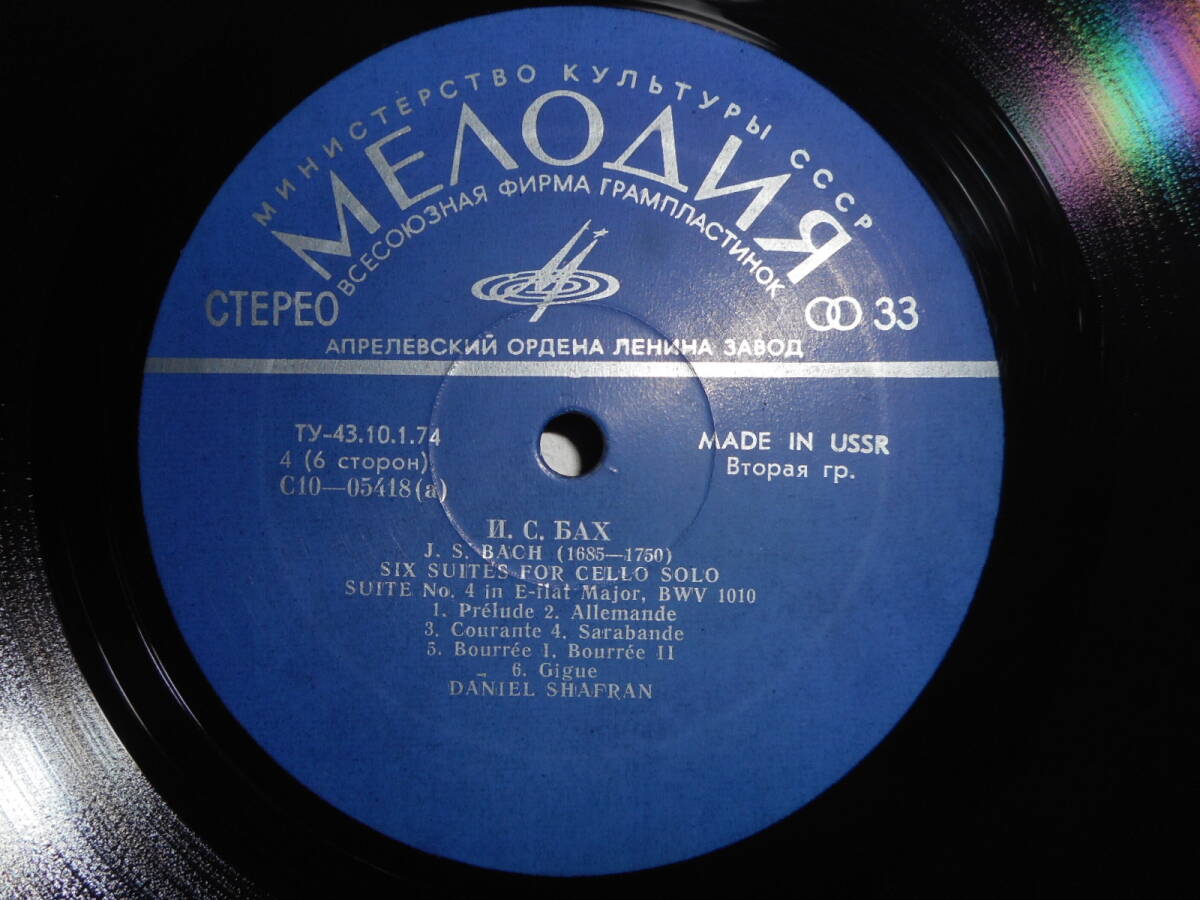 МИНИСТЕРСТВО КУЛЬТУРЫ СССР
МЕЛОДИЯ
ВСЕСОЮЗНАЯ ФИРМА ГРАМПЛАСТИНОК
СТЕРЕО
33
АПРЕЛЕВСКИЙ ОРДЕНА ЛЕНИНА ЗАВОД
ТУ-43.10.1.74
4 (6 сторон)
С10—05418(а)
MADE IN USSR
Вторая гр.
И. С. БАХ
J. S. BACH (1685—1750)
SIX SUITES FOR CELLO SOLO
SUITE No. 4 in E-flat Major, BWV 1010
1. Prélude 2. Allemande
3. Courante 4. Sarabande
5. Bourrée I. Bourrée II
6. Gigue
DANIEL SHAFRAN